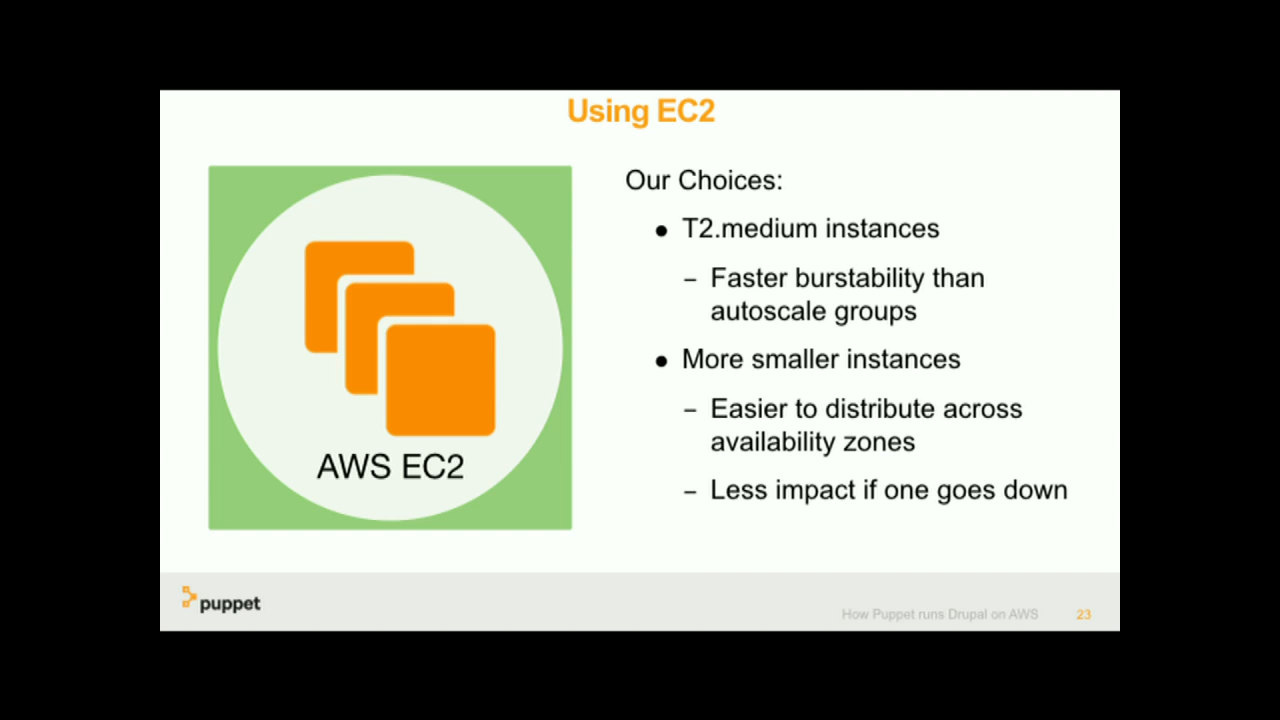 Using EC2
AWS EC2
Our Choices:
● T2.medium instances
– Faster burstability than
autoscale groups
● More smaller instances
– Easier to distribute across
availability zones
– Less impact if one goes down
puppet
How Puppet runs Drupal on AWS 23